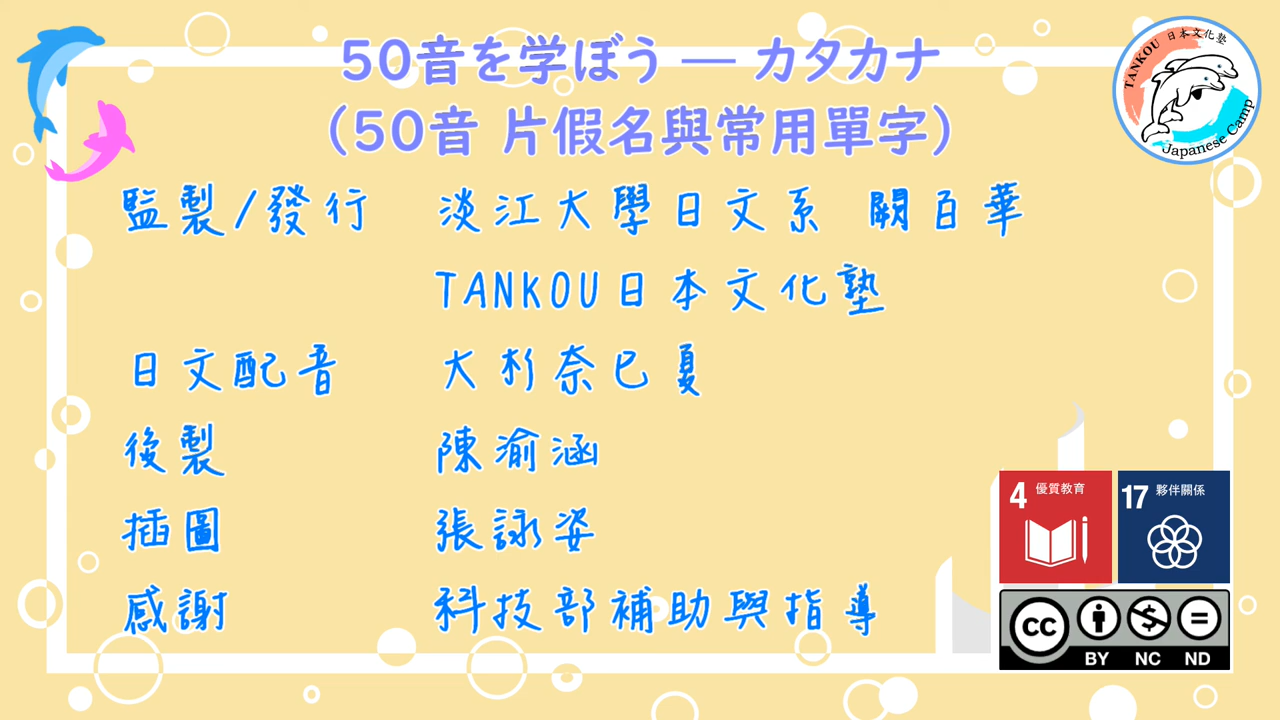 50音を学ぼう — カタカナ
（50音 片假名與常用單字）
TANKOU 日本文化塾
Japanese Camp
監製/發行 淡江大學日文系 闕百華
TANKOU日本文化塾
日文配音 大杉奈巳夏
後製 陳渝涵
插圖 張詠姿
感謝 科技部補助與指導
4 優質教育
17 夥伴關係
CC BY NC ND